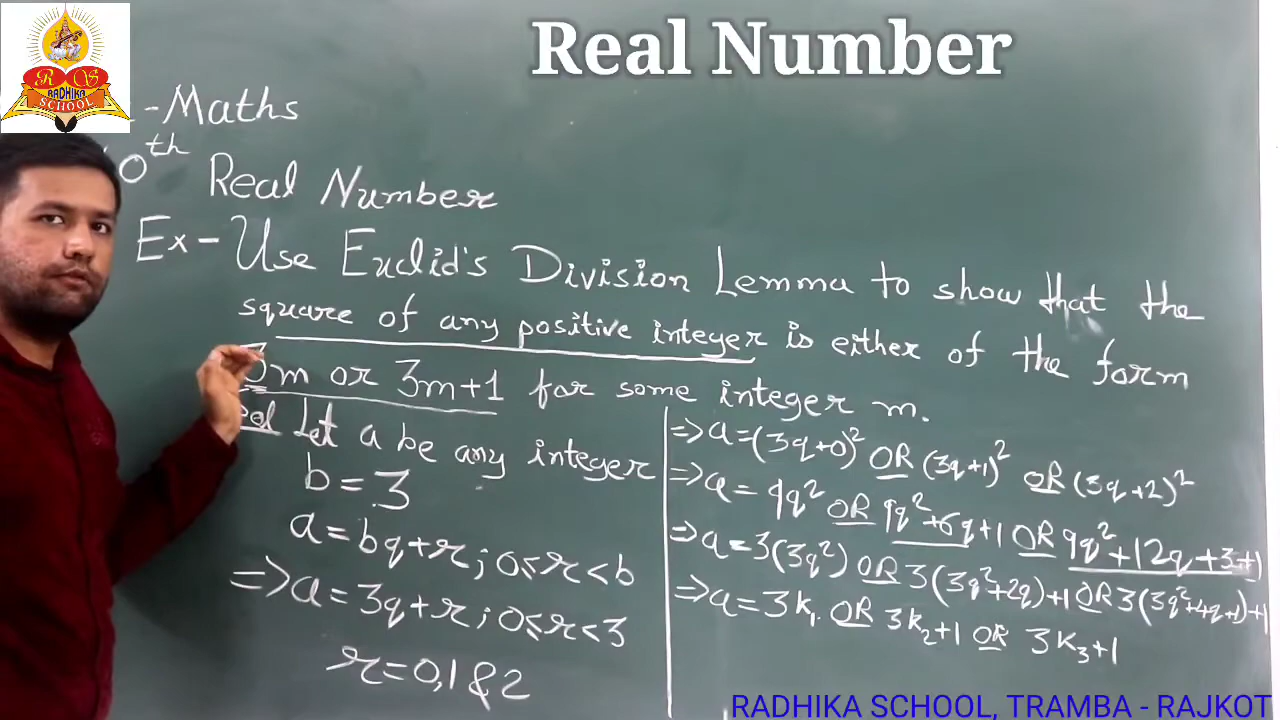 Real Number
R S
RADHIKA
SCHOOL
-Maths
10th
Real Number
Ex- Use Euclid's Division Lemma to show that the
square of any positive integer is either of the form
3m or 3m+1 for some integer m.
Sol Let a be any integer
b = 3
a = bq+r; 0≤r<b
=> a = 3q+r; 0≤r<3
r = 0,1 & 2
=> a = (3q+0)² OR (3q+1)² OR (3q+2)²
=> a = 9q² OR 9q²+6q+1 OR 9q²+12q+3+1
=> a = 3(3q²) OR 3(3q²+2q)+1 OR 3(3q²+4q+1)+1
=> a = 3k₁ OR 3k₂+1 OR 3k₃+1
RADHIKA SCHOOL, TRAMBA - RAJKOT